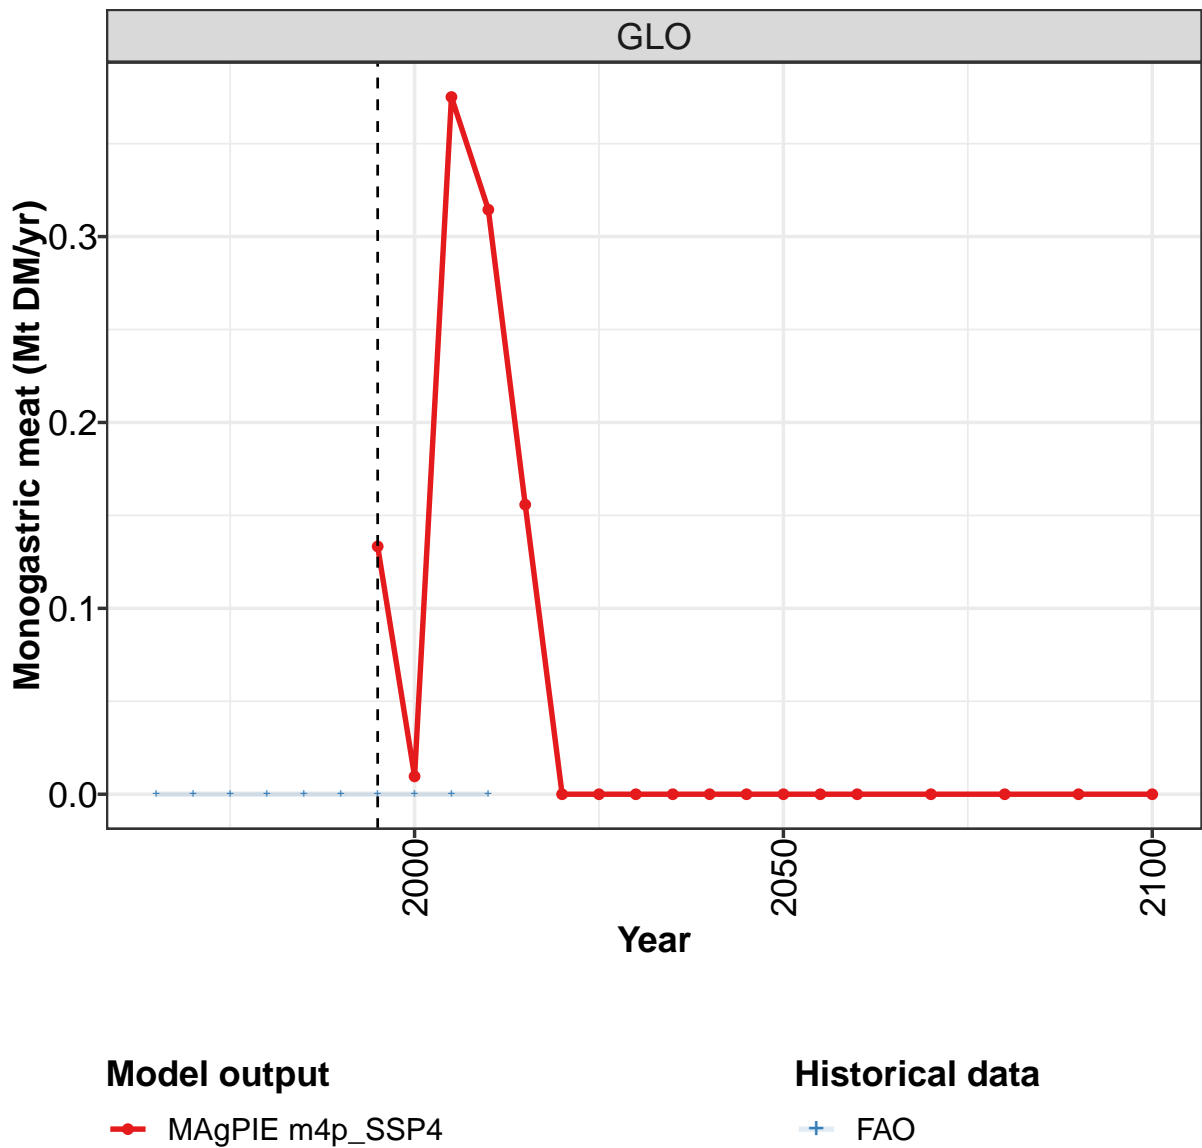 GLO
Monogastric meat (Mt DM/yr)
0.3
0.2
0.1
0.0
2000
2050
2100
Year
Model output
Historical data
MAgPIE m4p_SSP4
FAO